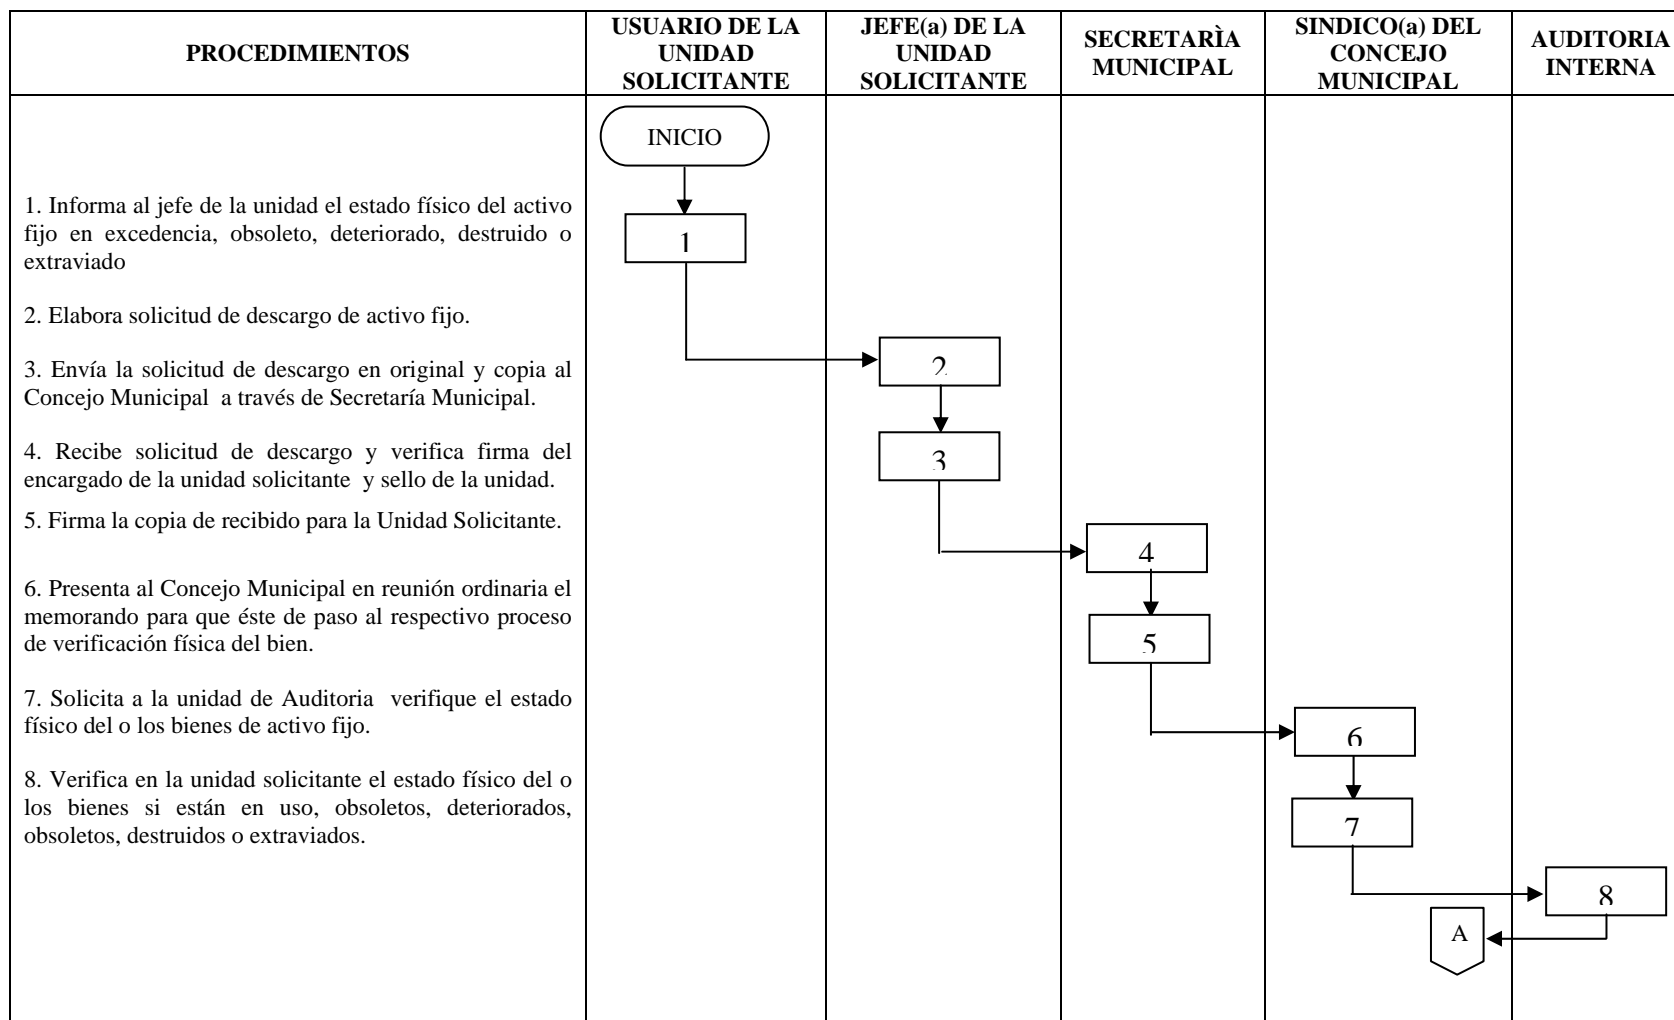 PROCEDIMIENTOS
USUARIO DE LA
UNIDAD
SOLICITANTE
JEFE(a) DE LA
UNIDAD
SOLICITANTE
SECRETARÌA
MUNICIPAL
SINDICO(a) DEL
CONCEJO
MUNICIPAL
AUDITORIA
INTERNA
1. Informa al jefe de la unidad el estado físico del activo
fijo en excedencia, obsoleto, deteriorado, destruido o
extraviado
2. Elabora solicitud de descargo de activo fijo.
3. Envía la solicitud de descargo en original y copia al
Concejo Municipal a través de Secretaría Municipal.
4. Recibe solicitud de descargo y verifica firma del
encargado de la unidad solicitante y sello de la unidad.
5. Firma la copia de recibido para la Unidad Solicitante.
6. Presenta al Concejo Municipal en reunión ordinaria el
memorando para que éste de paso al respectivo proceso
de verificación física del bien.
7. Solicita a la unidad de Auditoria verifique el estado
físico del o los bienes de activo fijo.
8. Verifica en la unidad solicitante el estado físico del o
los bienes si están en uso, obsoletos, deteriorados,
obsoletos, destruidos o extraviados.
INICIO
1
2
3
4
5
6
7
8
A